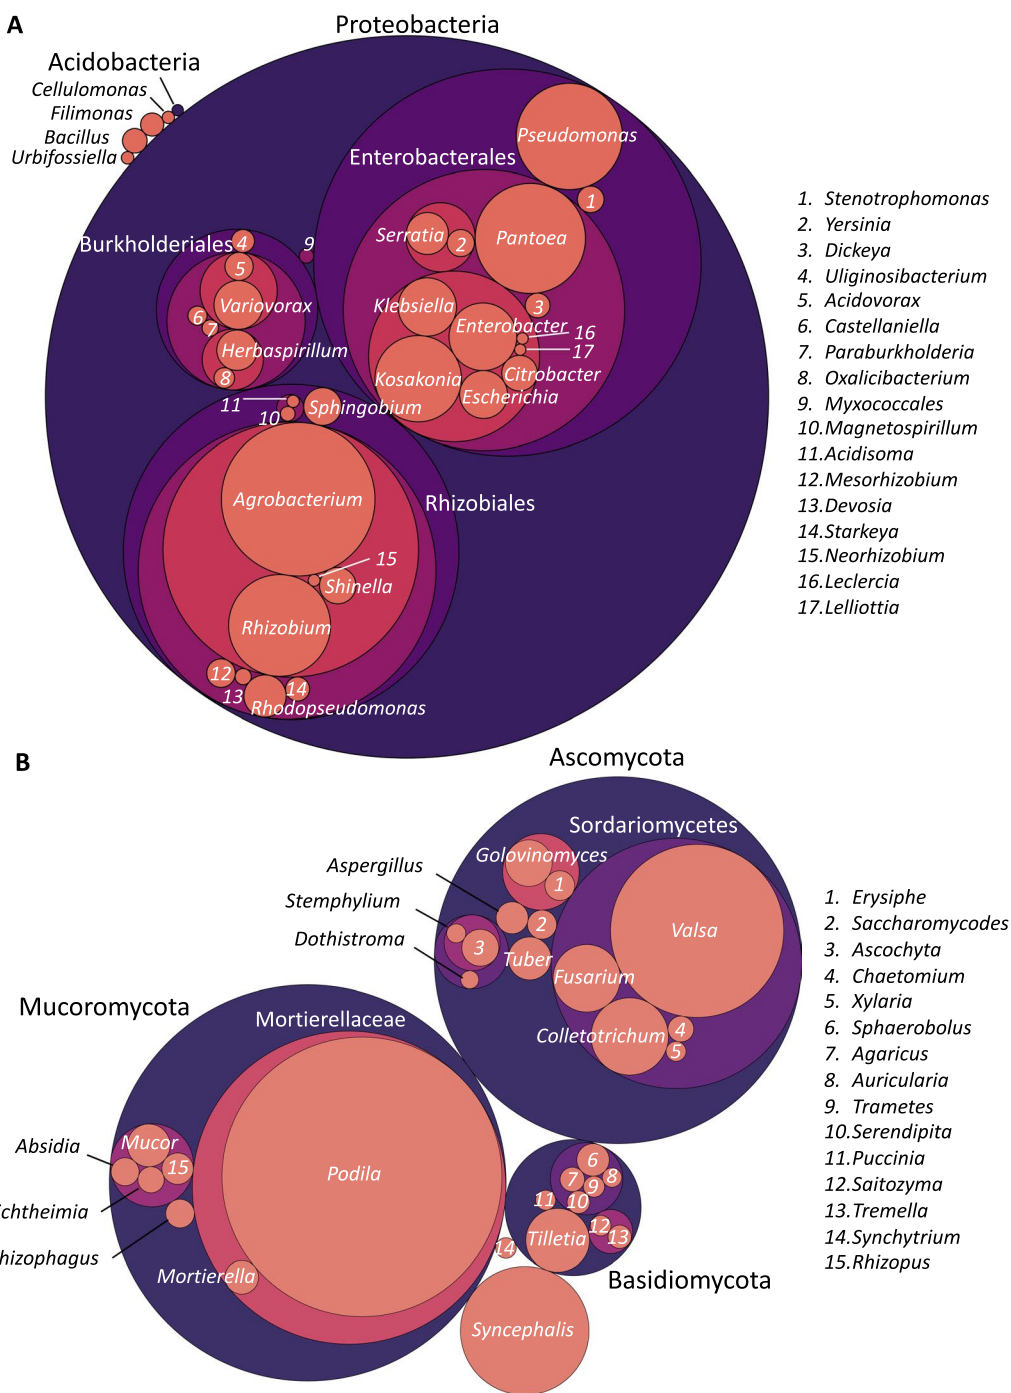 A
Proteobacteria
Acidobacteria
Cellulomonas
Filimonas
Bacillus
Urbifossiella
Pseudomonas
Enterobacterales
1
Serratia
2
Pantoea
Burkholderiales
4
9
5
Klebsiella
3
Variovorax
6
7
Enterobacter
16
17
Herbaspirillum
8
Kosakonia
Citrobacter
Escherichia
11
10
Sphingobium
Agrobacterium
Rhizobiales
15
Shinella
Rhizobium
12
13
14
Rhodopseudomonas
1. Stenotrophomonas
2. Yersinia
3. Dickeya
4. Uliginosibacterium
5. Acidovorax
6. Castellaniella
7. Paraburkholderia
8. Oxalicibacterium
9. Myxococcales
10.Magnetospirillum
11.Acidisoma
12.Mesorhizobium
13.Devosia
14.Starkeya
15.Neorhizobium
16.Leclercia
17.Lelliottia
B
Ascomycota
Sordariomycetes
Golovinomyces
Aspergillus
1
Stemphylium
2
Valsa
Dothistroma
3
Tuber
Fusarium
Colletotrichum
4
5
Mucoromycota
Mortierellaceae
Absidia
Mucor
15
chtheimia
hizophagus
Podila
Mortierella
6
7
8
9
10
11
12
13
Tilletia
14
Basidiomycota
Syncephalis
1. Erysiphe
2. Saccharomycodes
3. Ascochyta
4. Chaetomium
5. Xylaria
6. Sphaerobolus
7. Agaricus
8. Auricularia
9. Trametes
10.Serendipita
11.Puccinia
12.Saitozyma
13.Tremella
14.Synchytrium
15.Rhizopus